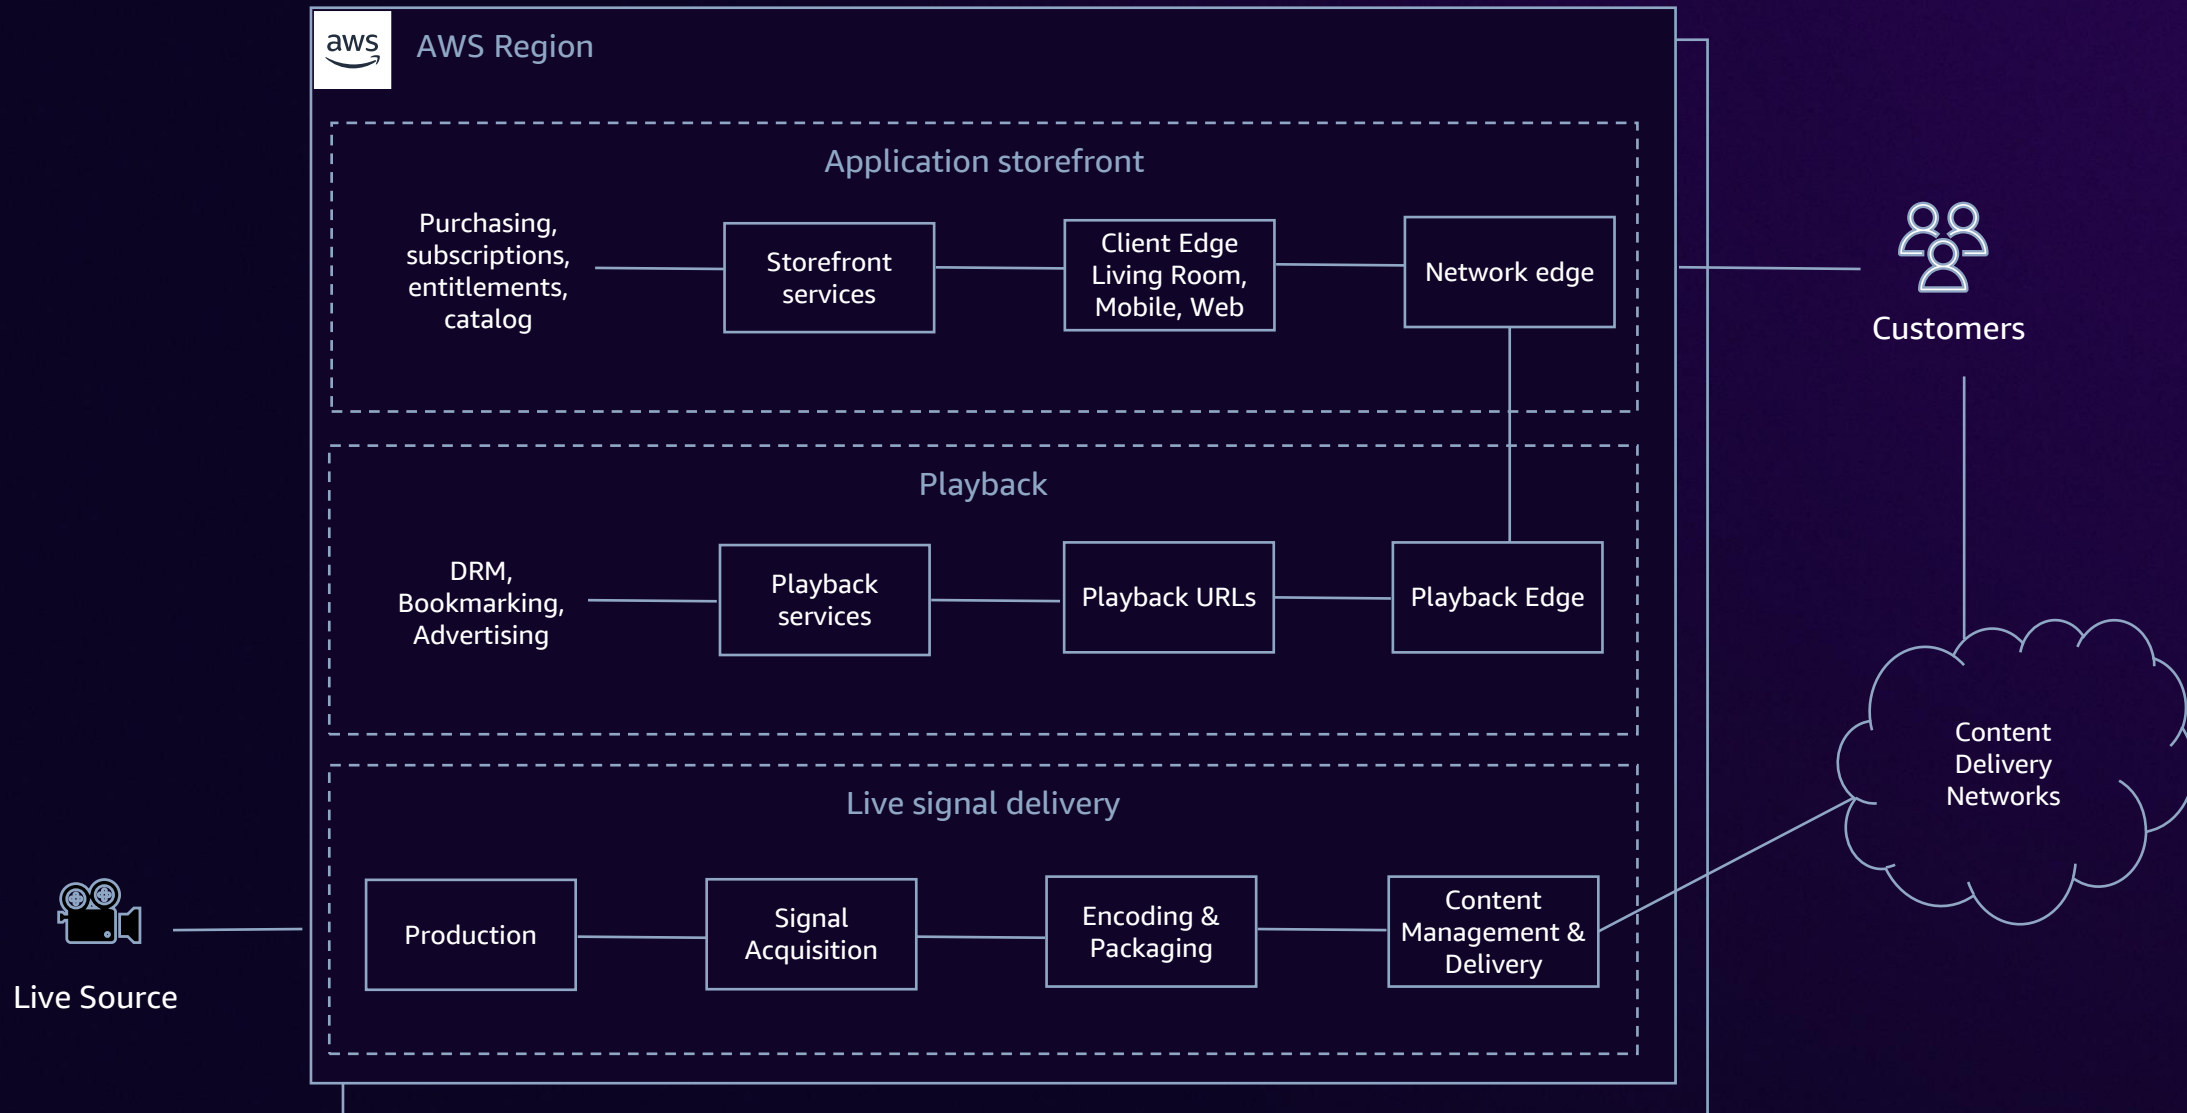 aws
AWS Region
Application storefront
Purchasing,
subscriptions,
entitlements,
catalog
Storefront
services
Client Edge
Living Room,
Mobile, Web
Network edge
Customers
Playback
DRM,
Bookmarking,
Advertising
Playback
services
Playback URLs
Playback Edge
Content
Delivery
Networks
Live signal delivery
Live Source
Production
Signal
Acquisition
Encoding &
Packaging
Content
Management &
Delivery